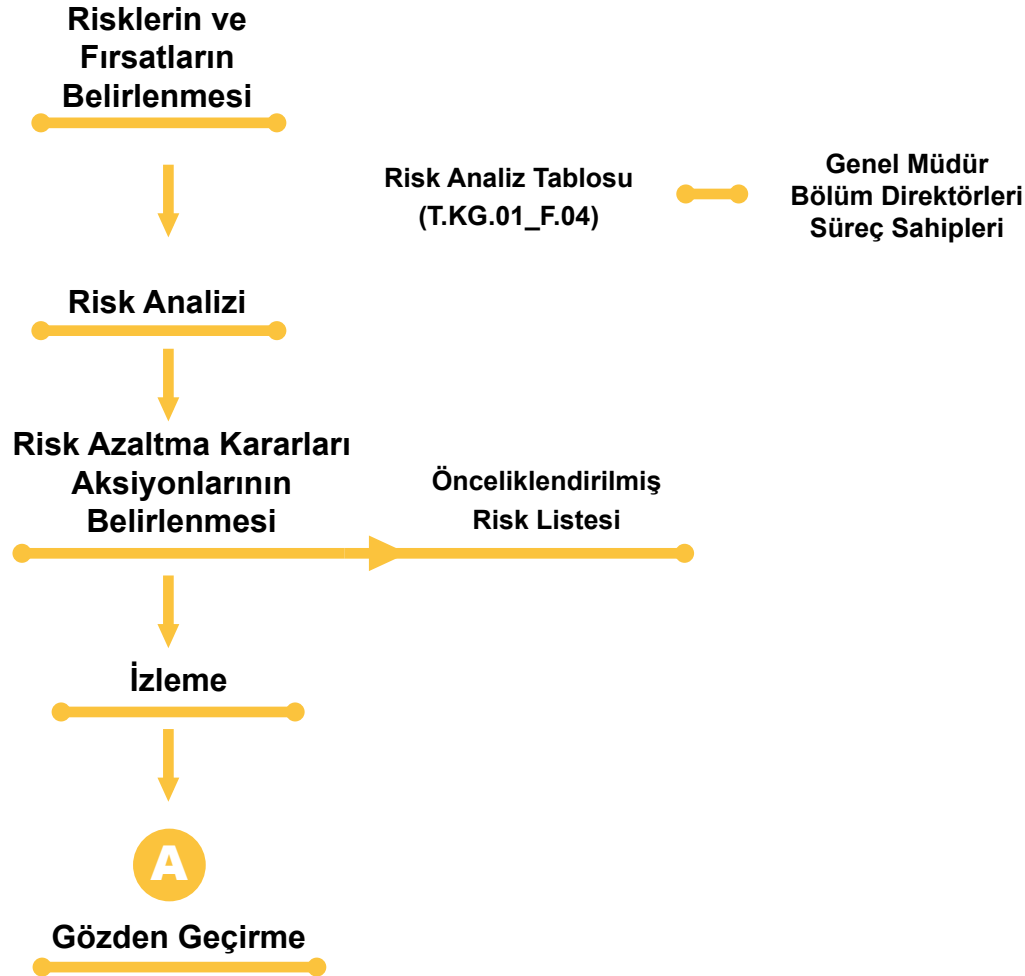 Risklerin ve
Fırsatların
Belirlenmesi
Risk Analiz Tablosu
(T.KG.01_F.04)
Genel Müdür
Bölüm Direktörleri
Süreç Sahipleri
Risk Analizi
Risk Azaltma Kararları
Aksiyonlarının
Belirlenmesi
Önceliklendirilmiş
Risk Listesi
İzleme
A
Gözden Geçirme